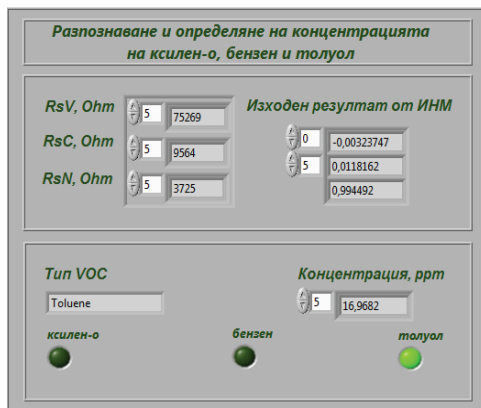 Разпознаване и определяне на концентрацията
на ксилен-о, бензен и толуол
RsV, Ohm
5
75269
RsC, Ohm
5
9564
RsN, Ohm
5
3725
Изходен резултат от ИНМ
0
-0,00323747
5
0,0118162
0,994492
Тип VOC
Toluene
Концентрация, ppm
5
16,9682
ксилен-о
бензен
толуол